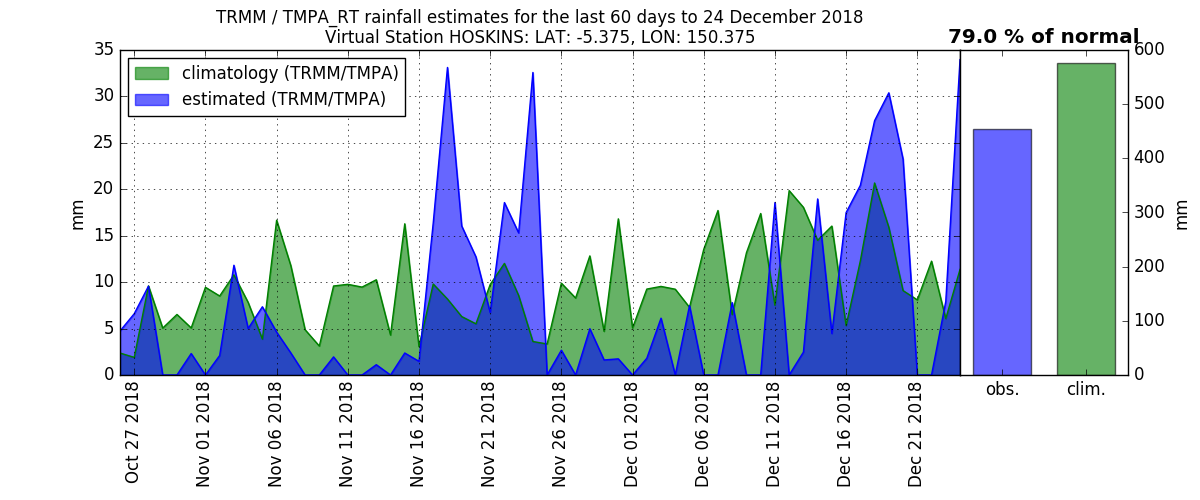 TRMM / TMPA_RT rainfall estimates for the last 60 days to 24 December 2018
Virtual Station HOSKINS: LAT: -5.375, LON: 150.375
79.0 % of normal
climatology (TRMM/TMPA)
estimated (TRMM/TMPA)
35
30
25
20
15
10
5
0
mm
Oct 27 2018
Nov 01 2018
Nov 06 2018
Nov 11 2018
Nov 16 2018
Nov 21 2018
Nov 26 2018
Dec 01 2018
Dec 06 2018
Dec 11 2018
Dec 16 2018
Dec 21 2018
obs.
clim.
600
500
400
300
200
100
0
mm